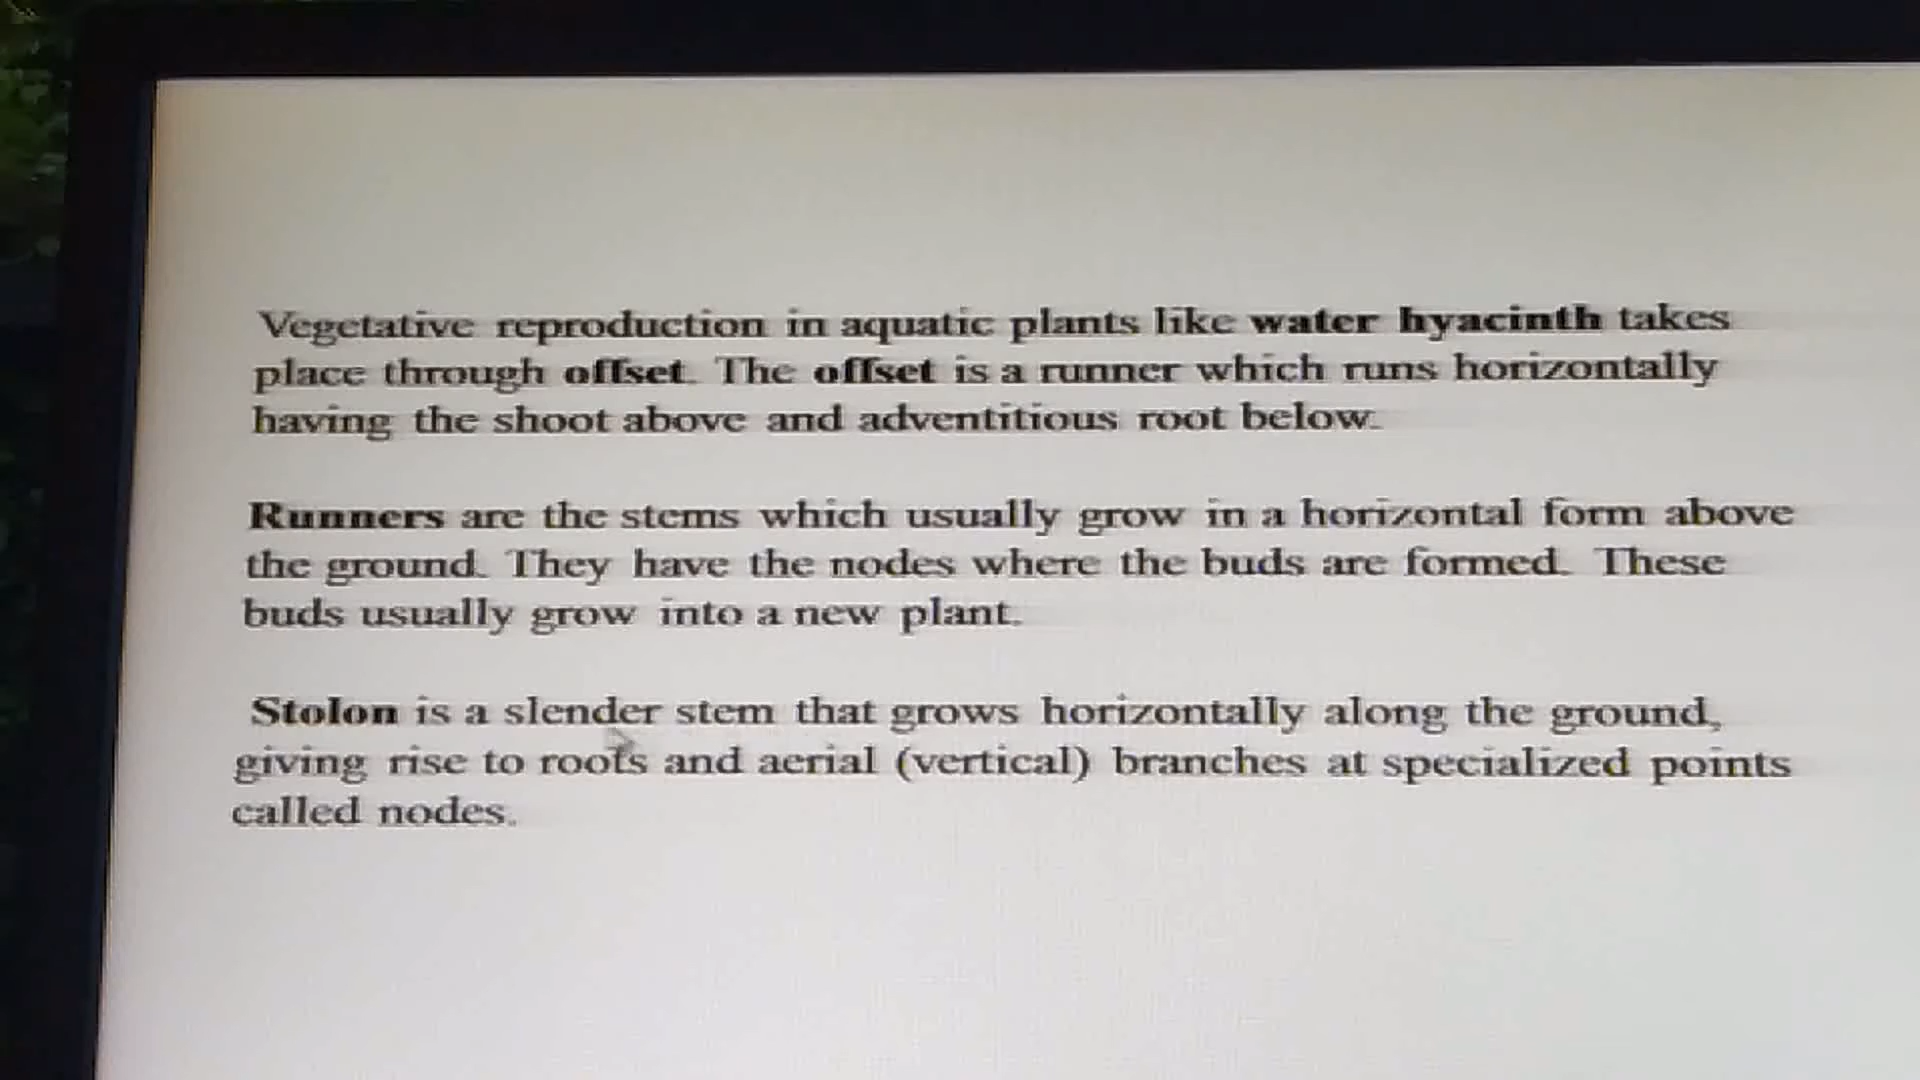 Vegetative reproduction in aquatic plants like water hyacinth takes
place through offset. The offset is a runner which runs horizontally
having the shoot above and adventitious root below.
Runners are the stems which usually grow in a horizontal form above
the ground. They have the nodes where the buds are formed. These
buds usually grow into a new plant.
Stolon is a slender stem that grows horizontally along the ground,
giving rise to roots and aerial (vertical) branches at specialized points
called nodes.